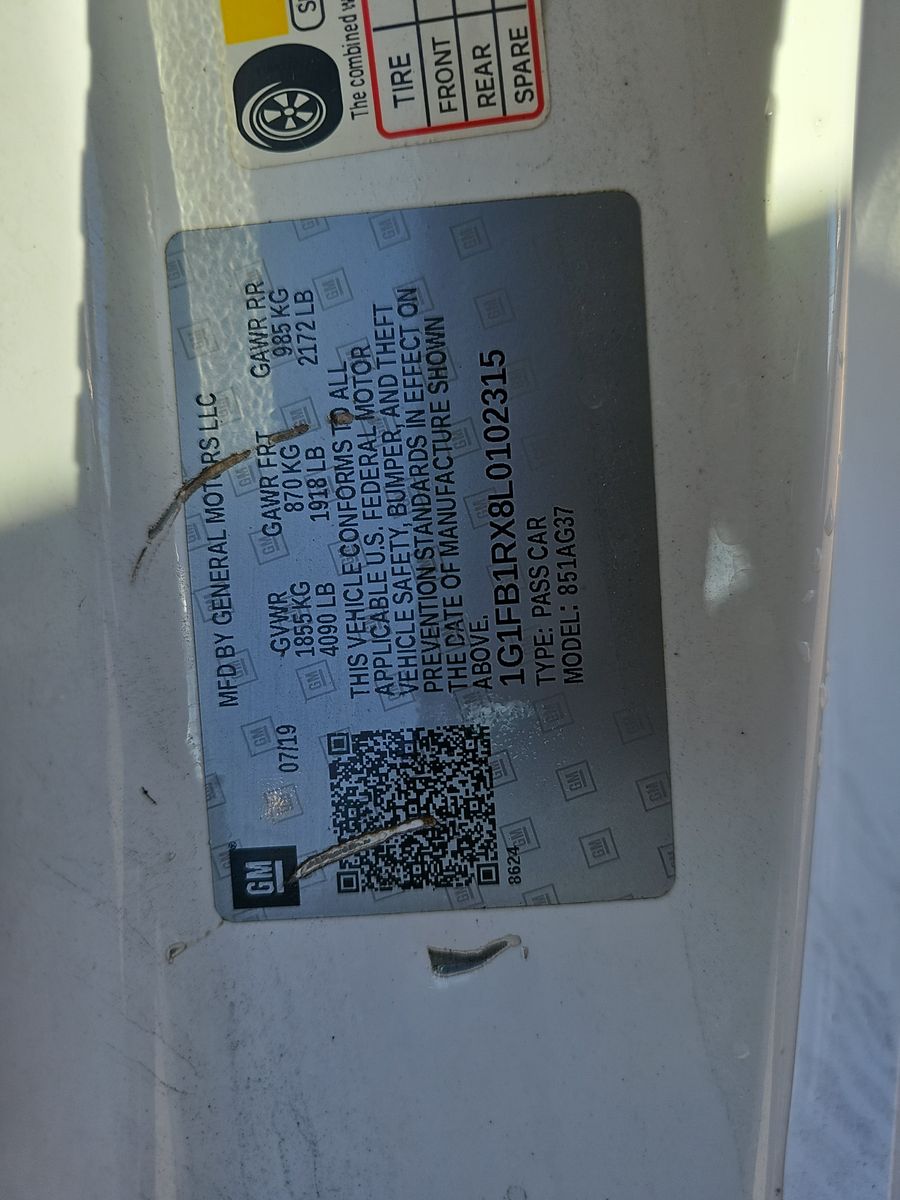 The combined
TIRE
FRONT
REAR
SPARE
GM
MFD BY GENERAL MOTORS LLC
07/19
GVWR GAWR FRT GAWR RR
1855 KG 870 KG 985 KG
4090 LB 1918 LB 2172 LB
THIS VEHICLE CONFORMS TO ALL
APPLICABLE U.S. FEDERAL MOTOR
VEHICLE SAFETY, BUMPER, AND THEFT
PREVENTION STANDARDS IN EFFECT ON
THE DATE OF MANUFACTURE SHOWN
ABOVE.
1G1FB1RX8L0102315
8624
TYPE: PASS CAR
MODEL: 851AG37